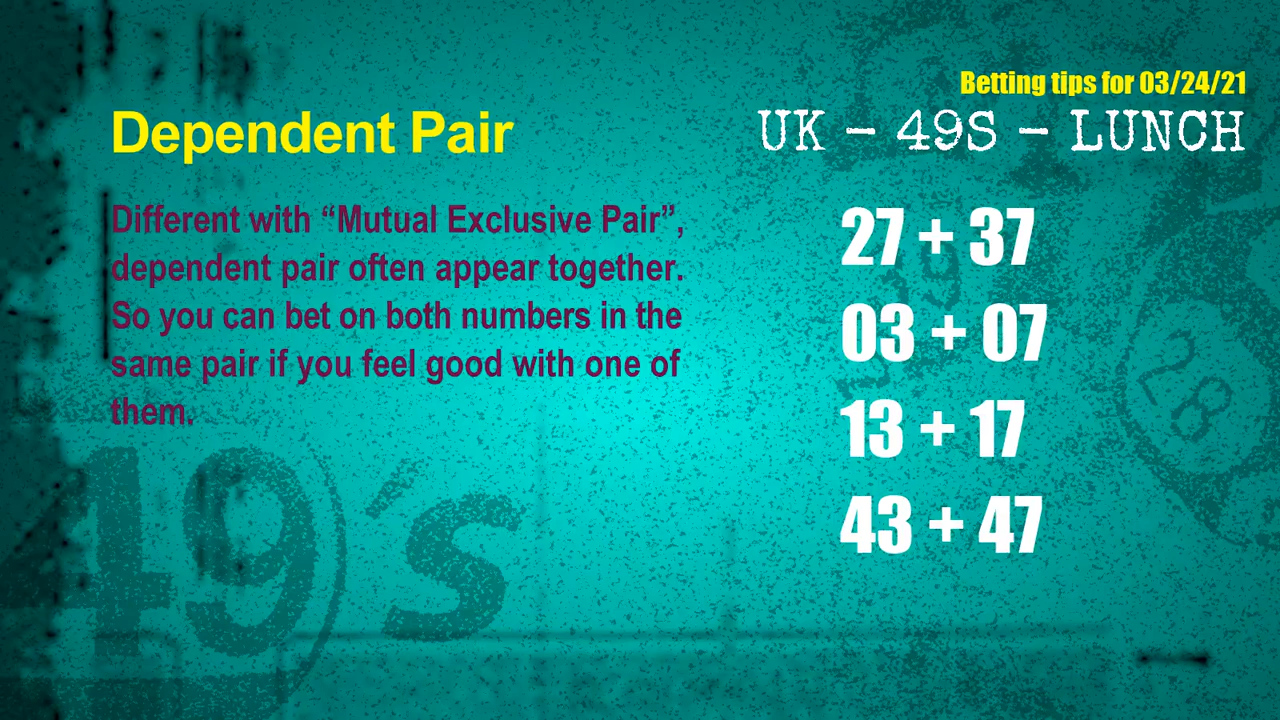 Betting tips for 03/24/21
UK - 49S - LUNCH
Dependent Pair
Different with “Mutual Exclusive Pair”,
dependent pair often appear together.
So you can bet on both numbers in the
same pair if you feel good with one of
them.
27 + 37
03 + 07
13 + 17
43 + 47
49's
39
28